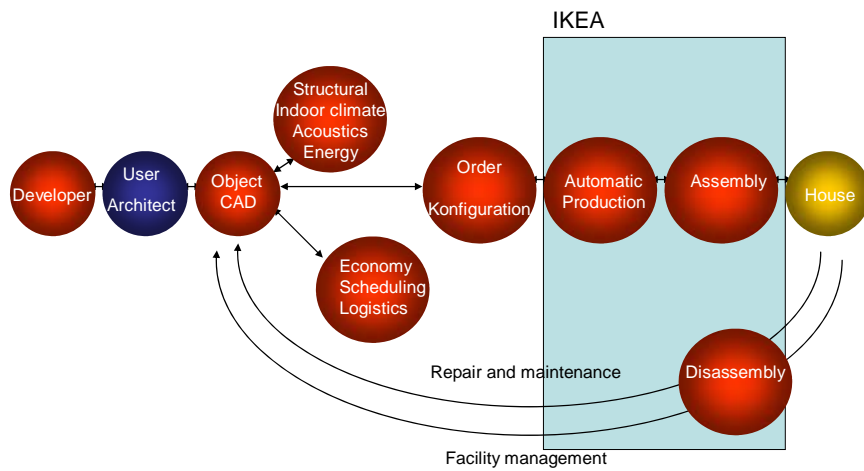 IKEA
Structural
Indoor climate
Acoustics
Energy
Developer
User
Architect
Object
CAD
Order
Konfiguration
Automatic
Production
Assembly
House
Economy
Scheduling
Logistics
Repair and maintenance
Disassembly
Facility management